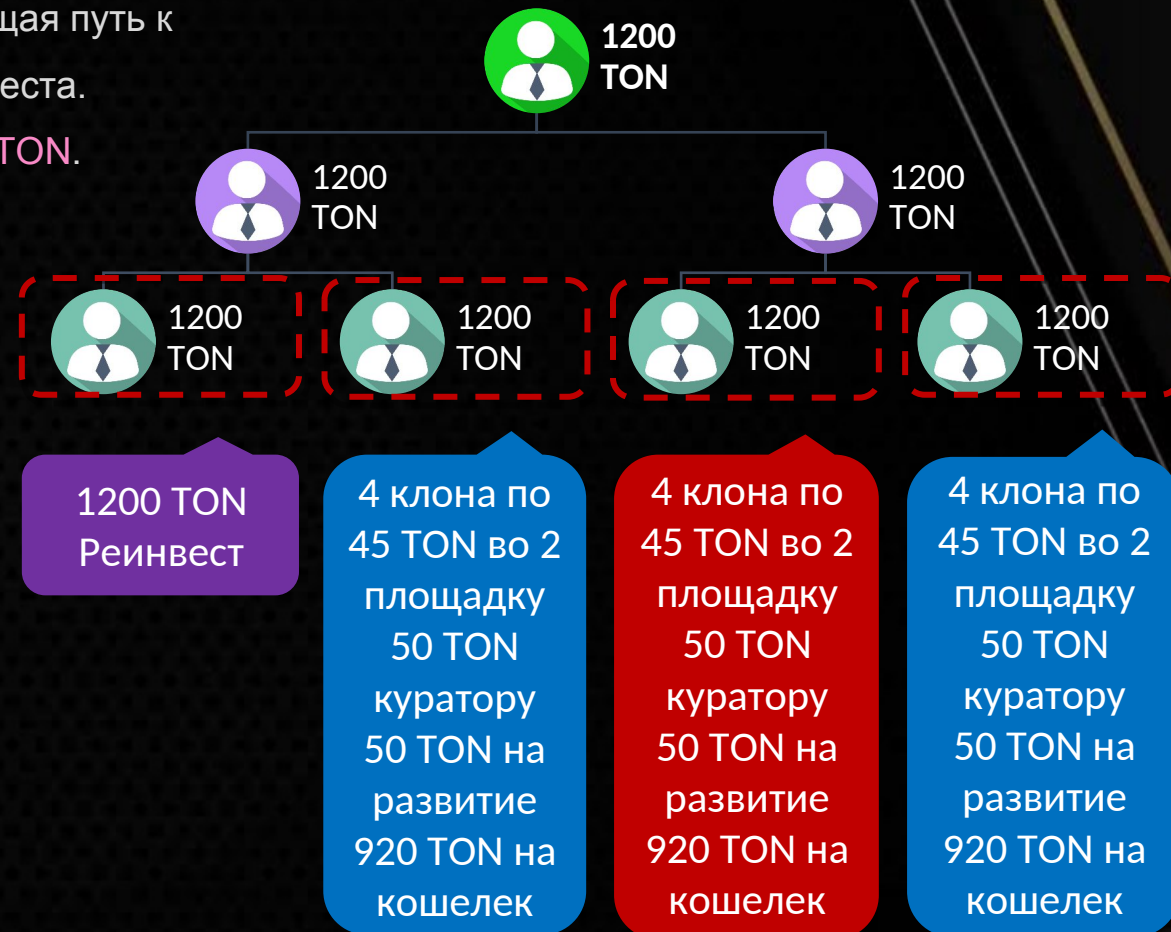 щая путь к
еста.
TON.
1200
TON
1200
TON
1200
TON
1200
TON
1200
TON
1200
TON
1200
TON
1200 TON
Реинвест
4 клона по
45 TON во 2
площадку
50 TON
куратору
50 TON на
развитие
920 TON на
кошелек
4 клона по
45 TON во 2
площадку
50 TON
куратору
50 TON на
развитие
920 TON на
кошелек
4 клона по
45 TON во 2
площадку
50 TON
куратору
50 TON на
развитие
920 TON на
кошелек